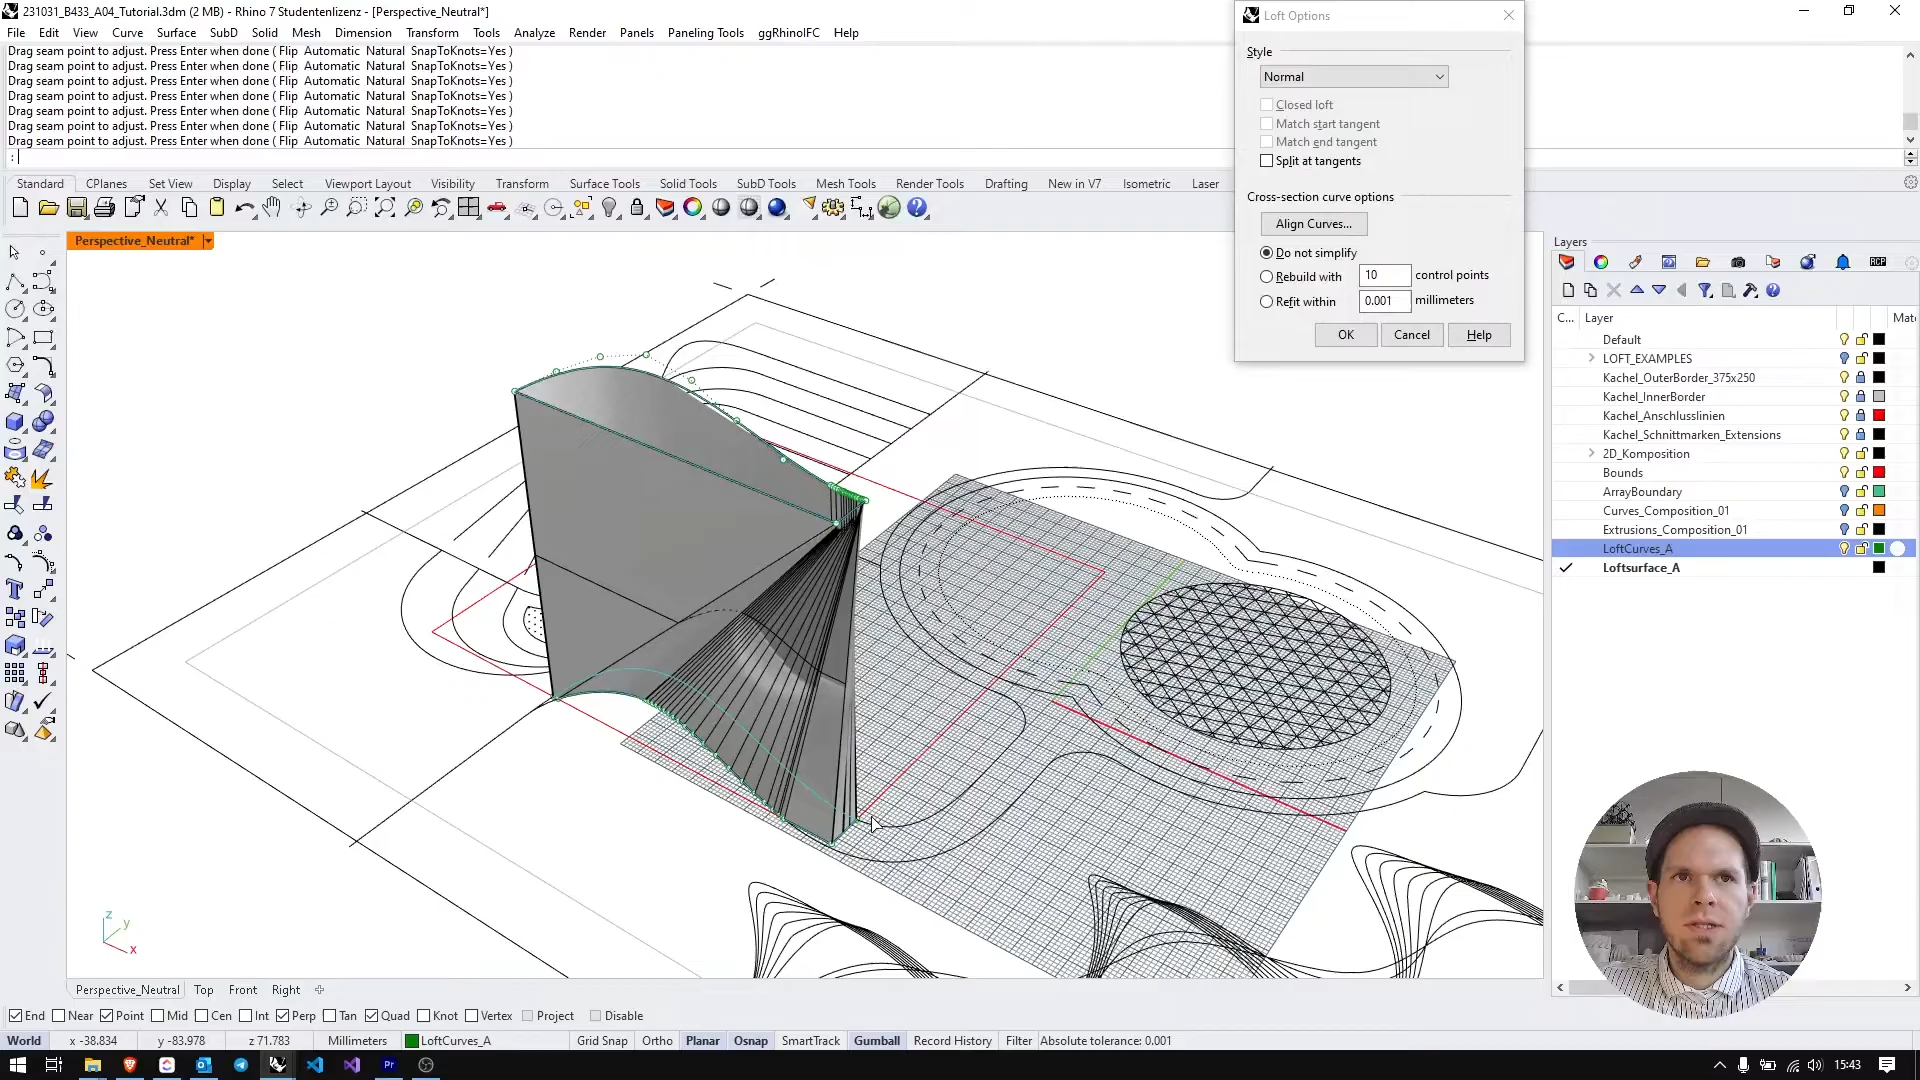 231031_B433_A04_Tutorial.3dm (2 MB) - Rhino 7 Studentenlizenz - [Perspective_Neutral*]
File Edit View Curve Surface SubD Solid Mesh Dimension Transform Tools Analyze Render Panels Paneling Tools ggRhinoIFC Help
Drag seam point to adjust. Press Enter when done ( Flip Automatic Natural SnapToKnots=Yes )
Drag seam point to adjust. Press Enter when done ( Flip Automatic Natural SnapToKnots=Yes )
Drag seam point to adjust. Press Enter when done ( Flip Automatic Natural SnapToKnots=Yes )
Drag seam point to adjust. Press Enter when done ( Flip Automatic Natural SnapToKnots=Yes )
Drag seam point to adjust. Press Enter when done ( Flip Automatic Natural SnapToKnots=Yes )
Drag seam point to adjust. Press Enter when done ( Flip Automatic Natural SnapToKnots=Yes )
Drag seam point to adjust. Press Enter when done ( Flip Automatic Natural SnapToKnots=Yes )
:
Standard CPlanes Set View Display Select Viewport Layout Visibility Transform Surface Tools Solid Tools SubD Tools Mesh Tools Render Tools Drafting New in V7 Isometric Laser
Perspective_Neutral*
Loft Options
Style
Normal
Closed loft
Match start tangent
Match end tangent
Split at tangents
Cross-section curve options
Align Curves...
Do not simplify
Rebuild with 10 control points
Refit within 0.001 millimeters
OK Cancel Help
Layers
C... Layer Mate
Default
LOFT_EXAMPLES
Kachel_OuterBorder_375x250
Kachel_InnerBorder
Kachel_Anschlusslinien
Kachel_Schnittmarken_Extensions
2D_Komposition
Bounds
ArrayBoundary
Curves_Composition_01
Extrusions_Composition_01
LoftCurves_A
Loftsurface_A
z
y
x
Perspective_Neutral Top Front Right
End Near Point Mid Cen Int Perp Tan Quad Knot Vertex Project Disable
World x -38.834 y -83.978 z 71.783 Millimeters LoftCurves_A Grid Snap Ortho Planar Osnap SmartTrack Gumball Record History Filter Absolute tolerance: 0.001
Pr
15:43